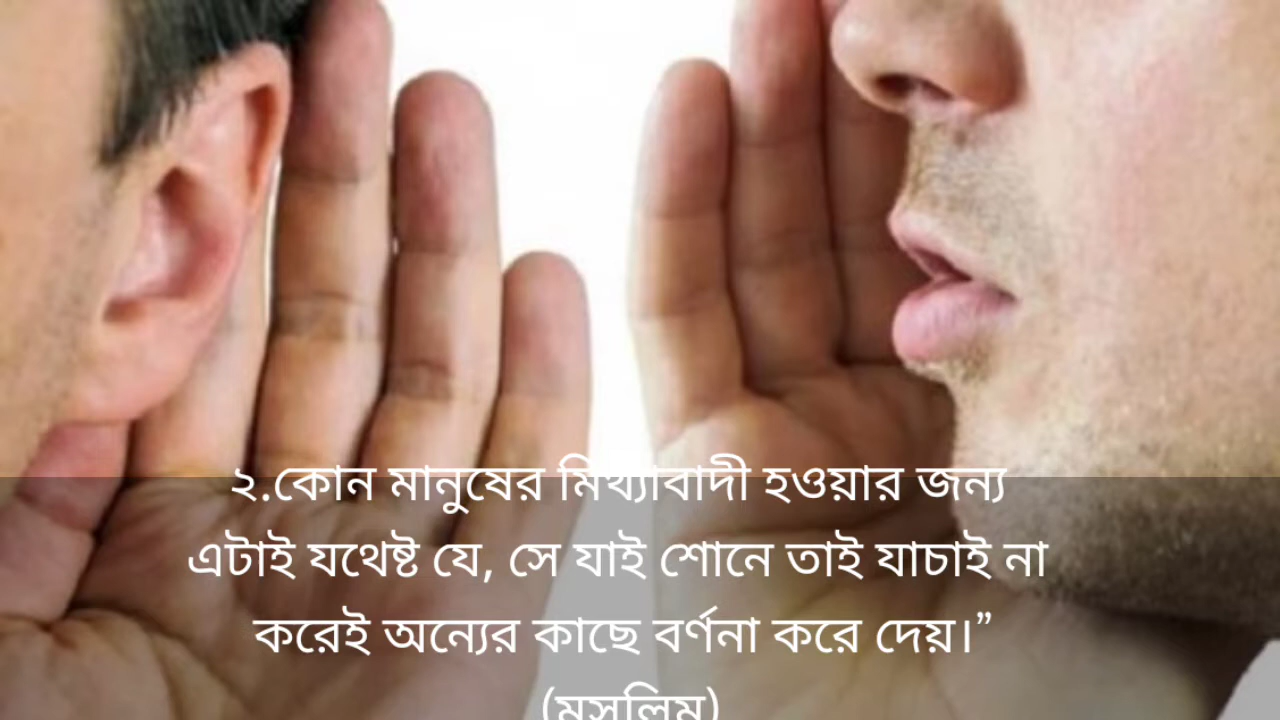 ২.কোন মানুষের মিথ্যাবাদী হওয়ার জন্য
এটাই যথেষ্ট যে, সে যাই শোনে তাই যাচাই না
করেই অন্যের কাছে বর্ণনা করে দেয়।”
(মুসলিম)